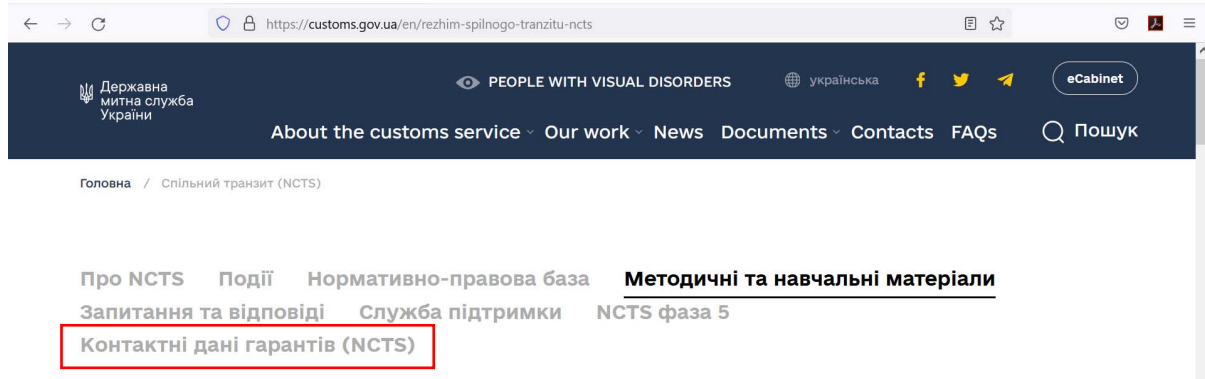 https://customs.gov.ua/en/rezhim-spilnogo-tranzitu-ncts
Державна
митна служба
України
PEOPLE WITH VISUAL DISORDERS українська eCabinet
About the customs service Our work News Documents Contacts FAQs Пошук
Головна / Спільний транзит (NCTS)
Про NCTS Події Нормативно-правова база Методичні та навчальні матеріали
Запитання та відповіді Служба підтримки NCTS фаза 5
Контактні дані гарантів (NCTS)